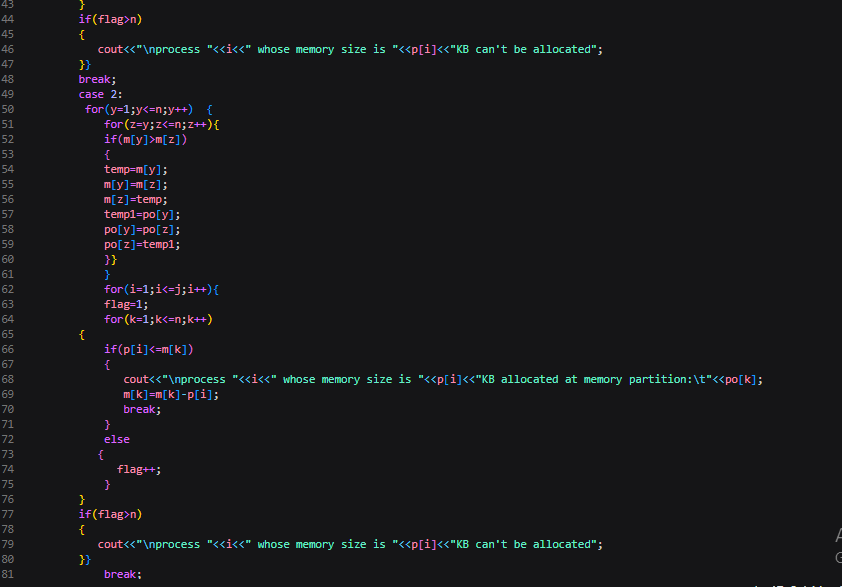 43 }
44 if(flag>n)
45 {
46 cout<<"\nprocess "<<i<<" whose memory size is "<<p[i]<<"KB can't be allocated";
47 }}
48 break;
49 case 2:
50 for(y=1;y<=n;y++) {
51 for(z=y;z<=n;z++){
52 if(m[y]>m[z])
53 {
54 temp=m[y];
55 m[y]=m[z];
56 m[z]=temp;
57 temp1=po[y];
58 po[y]=po[z];
59 po[z]=temp1;
60 }}
61 }
62 for(i=1;i<=j;i++){
63 flag=1;
64 for(k=1;k<=n;k++)
65 {
66 if(p[i]<=m[k])
67 {
68 cout<<"\nprocess "<<i<<" whose memory size is "<<p[i]<<"KB allocated at memory partition:\t"<<po[k];
69 m[k]=m[k]-p[i];
70 break;
71 }
72 else
73 {
74 flag++;
75 }
76 }
77 if(flag>n)
78 {
79 cout<<"\nprocess "<<i<<" whose memory size is "<<p[i]<<"KB can't be allocated";
80 }}
81 break;